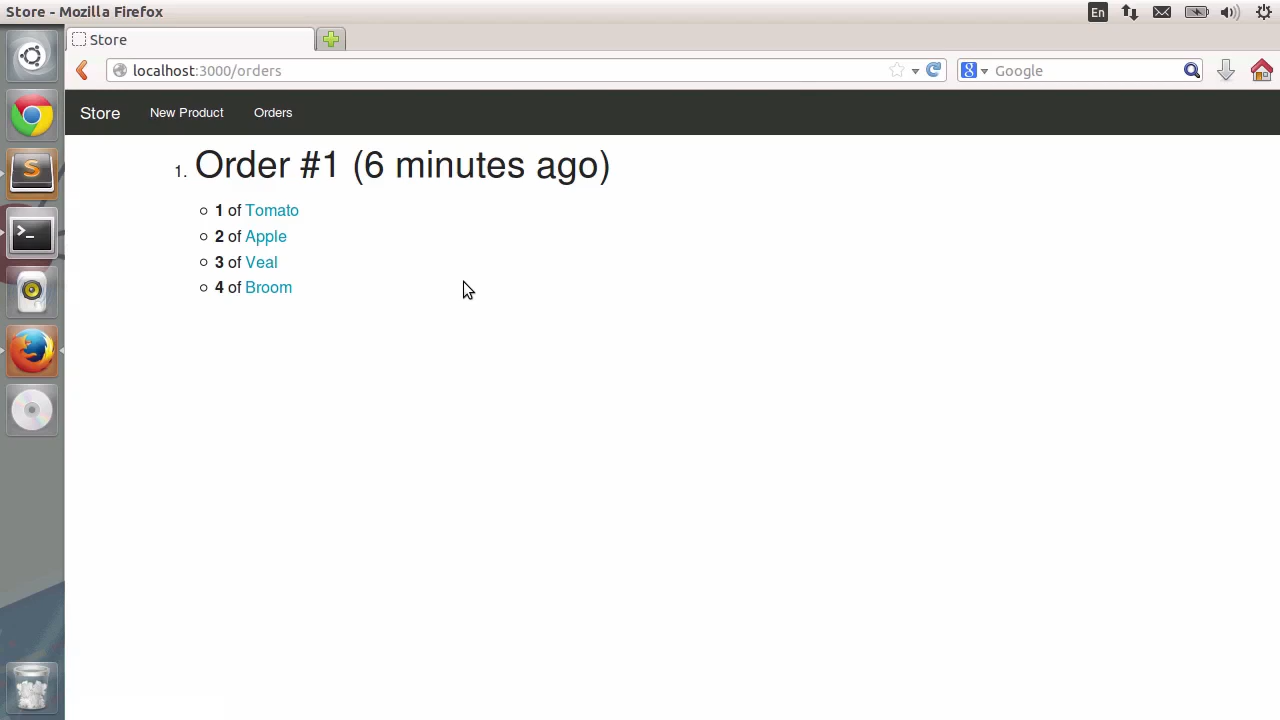 Store - Mozilla Firefox
En
Store
localhost:3000/orders
Google
Store New Product Orders
1. Order #1 (6 minutes ago)
1 of Tomato
2 of Apple
3 of Veal
4 of Broom